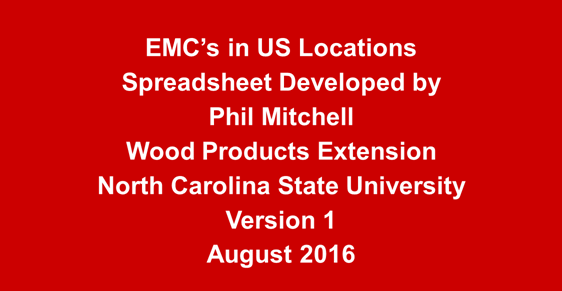 EMC’s in US Locations
Spreadsheet Developed by
Phil Mitchell
Wood Products Extension
North Carolina State University
Version 1
August 2016